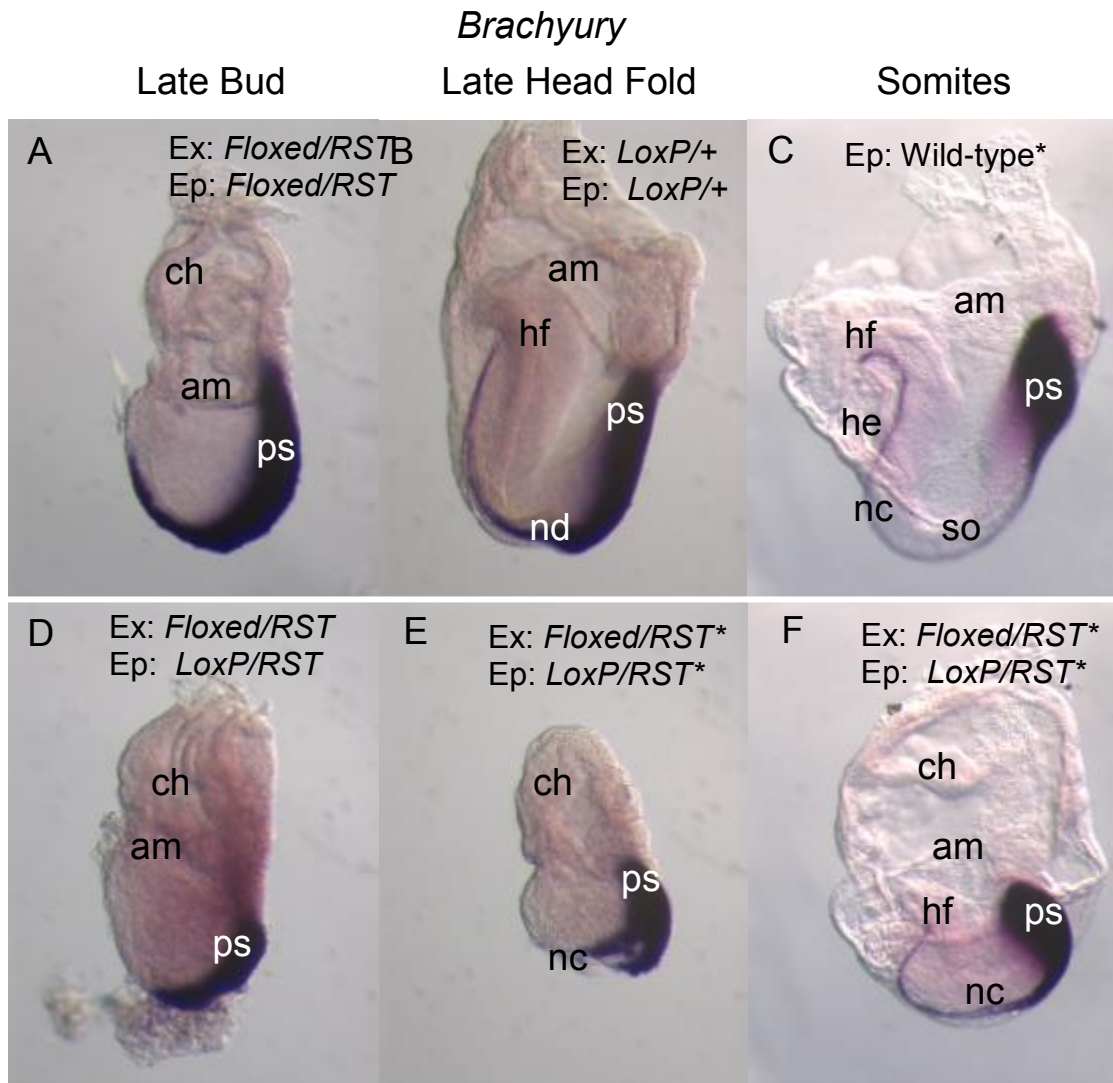 Brachyury
Late Bud
Late Head Fold
Somites
A
Ex: Floxed/RST
Ep: Floxed/RST
ch
am
ps
B
Ex: LoxP/+
Ep: LoxP/+
am
hf
ps
nd
C
Ep: Wild-type*
am
hf
ps
he
nc
so
D
Ex: Floxed/RST
Ep: LoxP/RST
ch
am
ps
E
Ex: Floxed/RST*
Ep: LoxP/RST*
ch
ps
nc
F
Ex: Floxed/RST*
Ep: LoxP/RST*
ch
am
hf
ps
nc